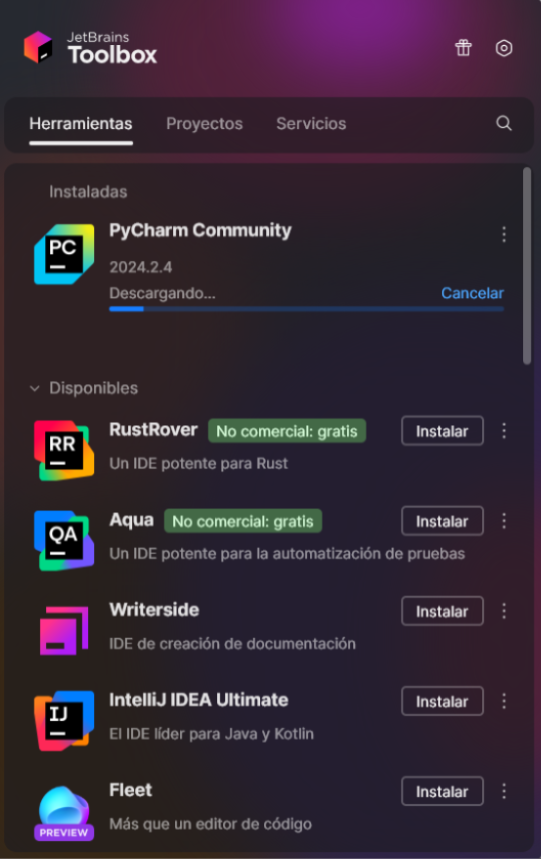 JetBrains
Toolbox
Herramientas Proyectos Servicios
Instaladas
PC
PyCharm Community
2024.2.4
Descargando... Cancelar
Disponibles
RR
RustRover No comercial: gratis Instalar
Un IDE potente para Rust
QA
Aqua No comercial: gratis Instalar
Un IDE potente para la automatización de pruebas
Writerside Instalar
IDE de creación de documentación
IJ
IntelliJ IDEA Ultimate Instalar
El IDE líder para Java y Kotlin
Fleet Instalar
PREVIEW
Más que un editor de código